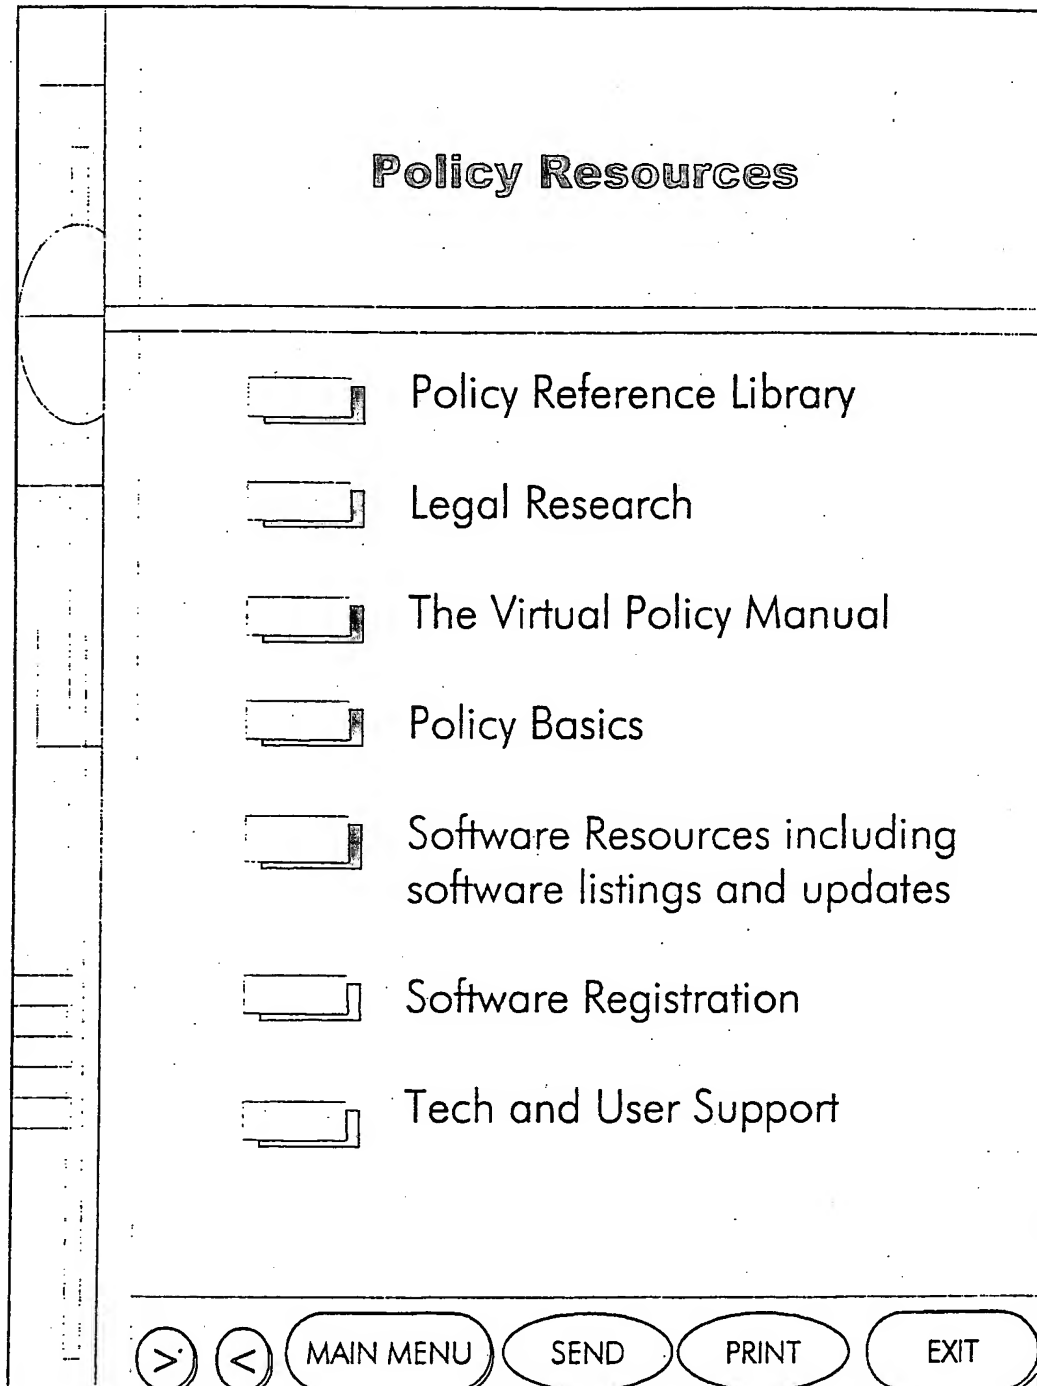 Policy Resources
Policy Reference Library
Legal Research
The Virtual Policy Manual
Policy Basics
Software Resources including
software listings and updates
Software Registration
Tech and User Support
> < MAIN MENU SEND PRINT EXIT